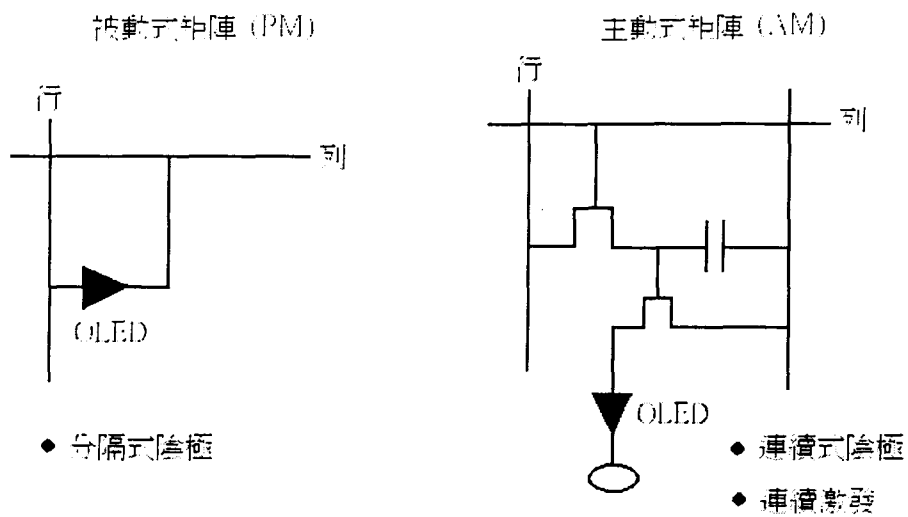 被動式矩陣 (PM)
行
列
OLED
◆ 分隔式陰極
主動式矩陣 (AM)
行
列
OLED
◆ 連續式陰極
◆ 連續激發